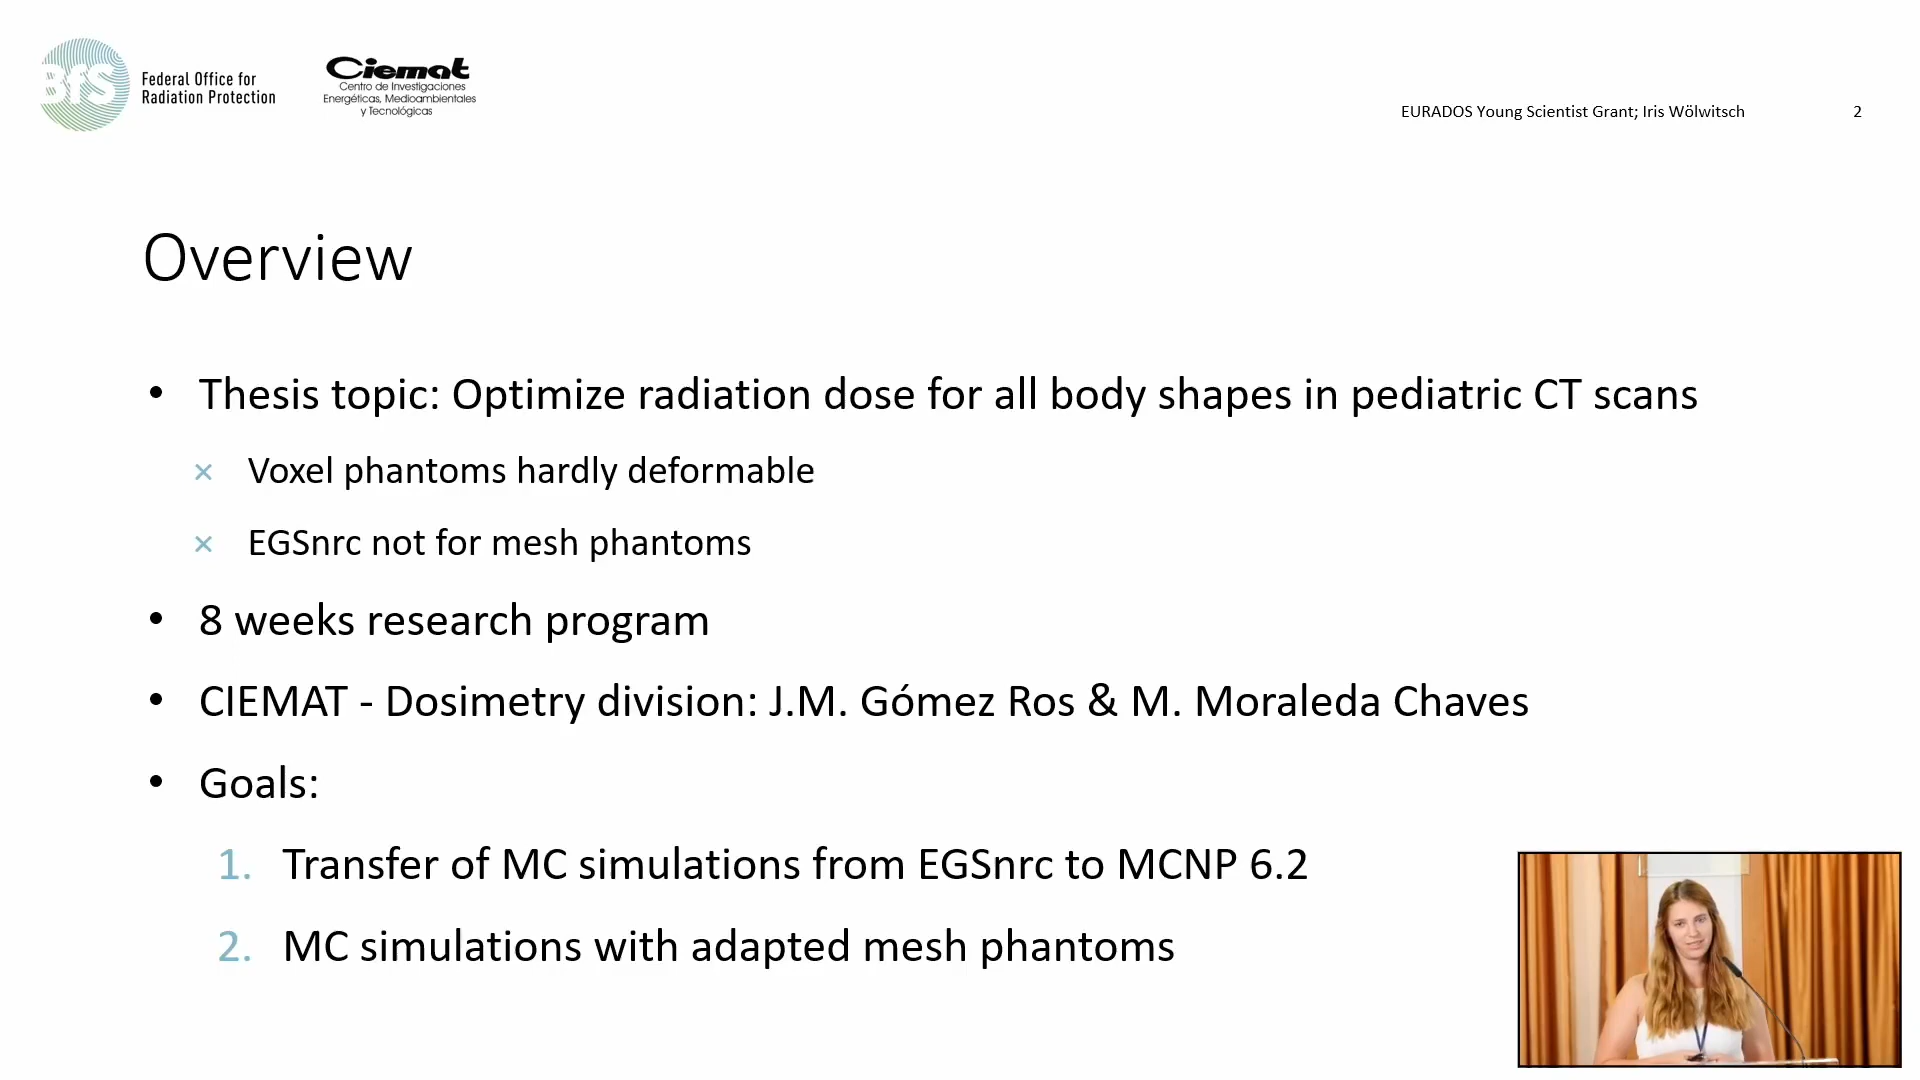 BfS
Federal Office for
Radiation Protection
Ciemat
Centro de Investigaciones
Energéticas, Medioambientales
y Tecnológicas
EURADOS Young Scientist Grant; Iris Wölwitsch
2
Overview
• Thesis topic: Optimize radiation dose for all body shapes in pediatric CT scans
× Voxel phantoms hardly deformable
× EGSnrc not for mesh phantoms
• 8 weeks research program
• CIEMAT - Dosimetry division: J.M. Gómez Ros & M. Moraleda Chaves
• Goals:
1. Transfer of MC simulations from EGSnrc to MCNP 6.2
2. MC simulations with adapted mesh phantoms